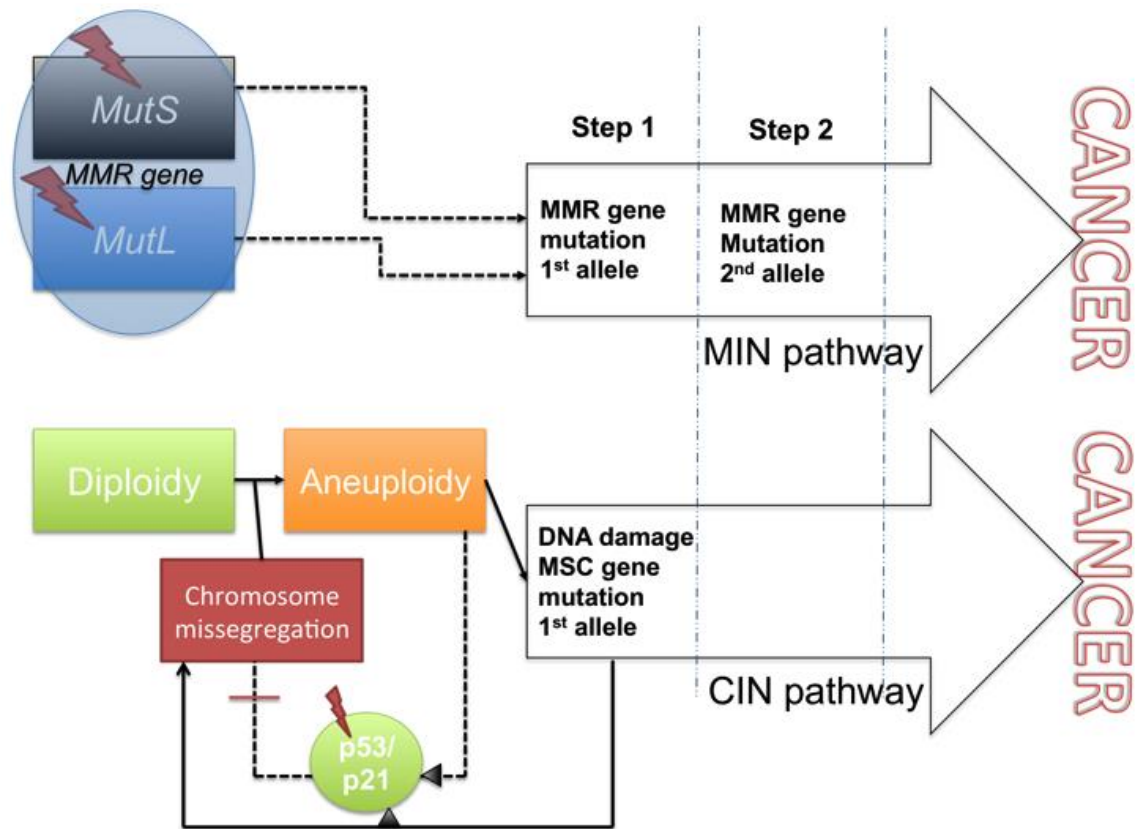 MutS
MMR gene
MutL
Step 1
Step 2
MMR gene
mutation
1st allele
MMR gene
Mutation
2nd allele
MIN pathway
CANCER
Diploidy
Aneuploidy
Chromosome
missegregation
p53/
p21
DNA damage
MSC gene
mutation
1st allele
CIN pathway
CANCER